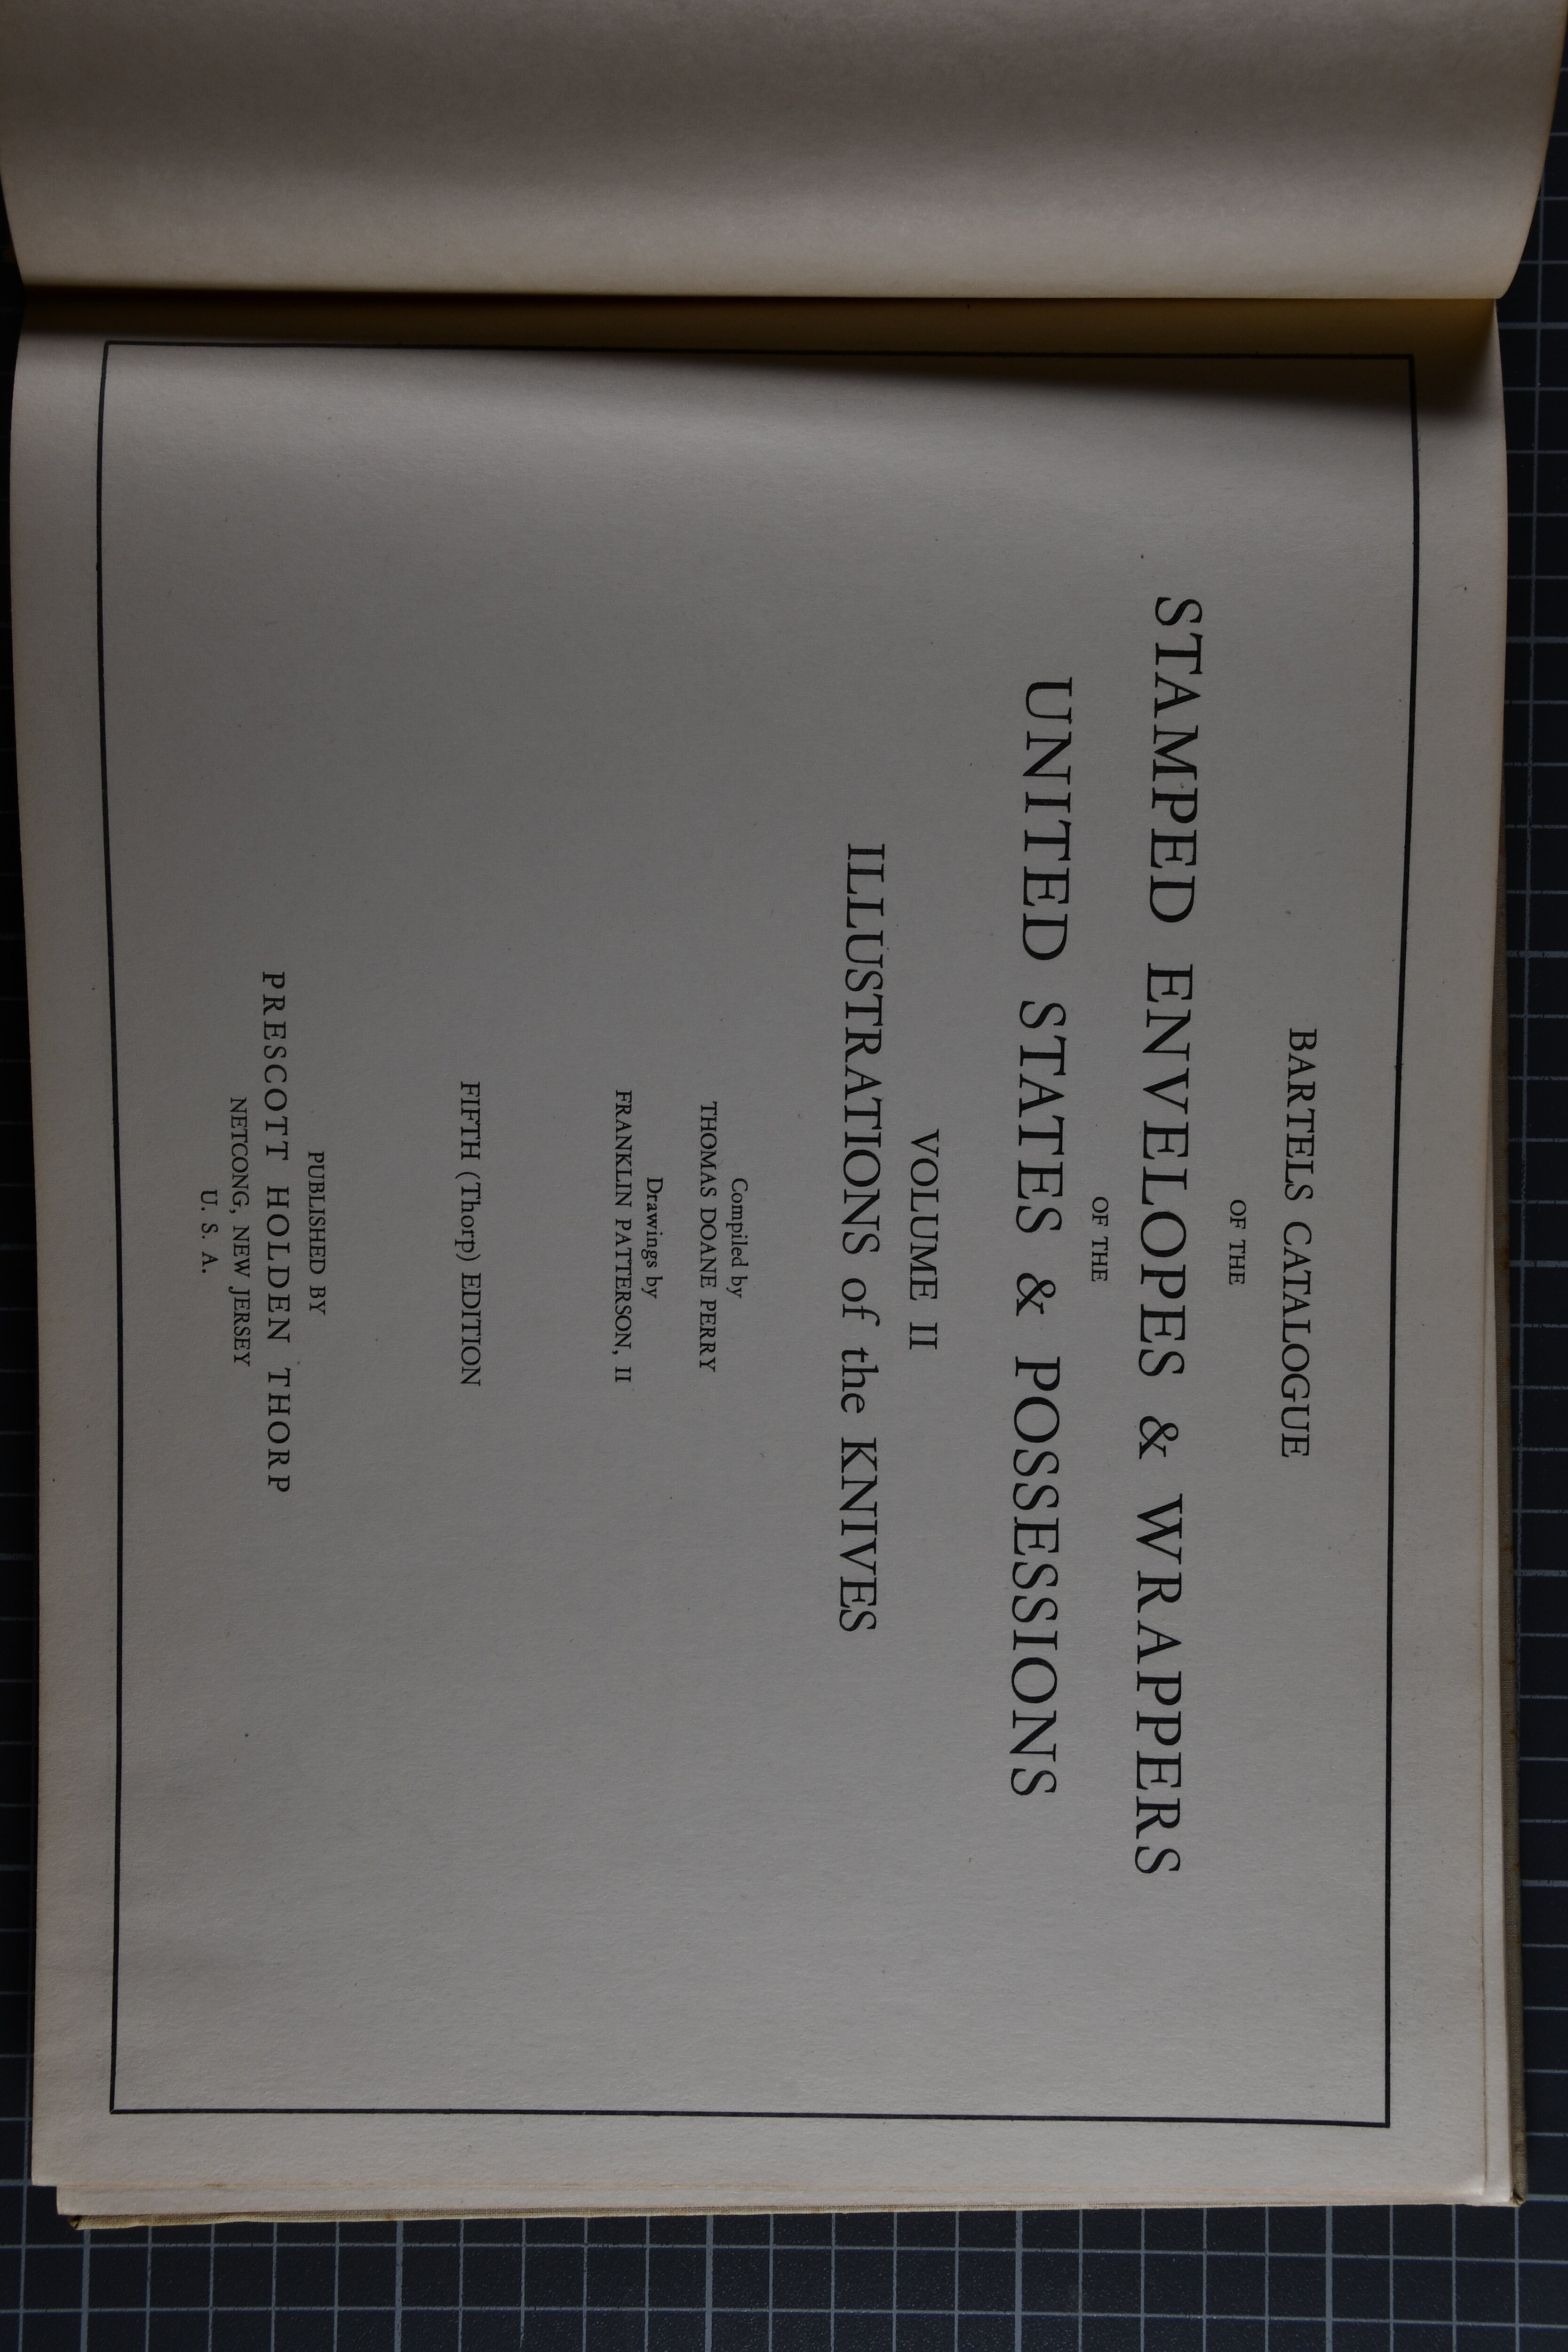 BARTELS CATALOGUE
OF THE
STAMPED ENVELOPES & WRAPPERS
OF THE
UNITED STATES & POSSESSIONS
VOLUME II
ILLUSTRATIONS of the KNIVES
Compiled by
THOMAS DOANE PERRY
Drawings by
FRANKLIN PATTERSON, II
FIFTH (Thorp) EDITION
PUBLISHED BY
PRESCOTT HOLDEN THORP
NETCONG, NEW JERSEY
U. S. A.